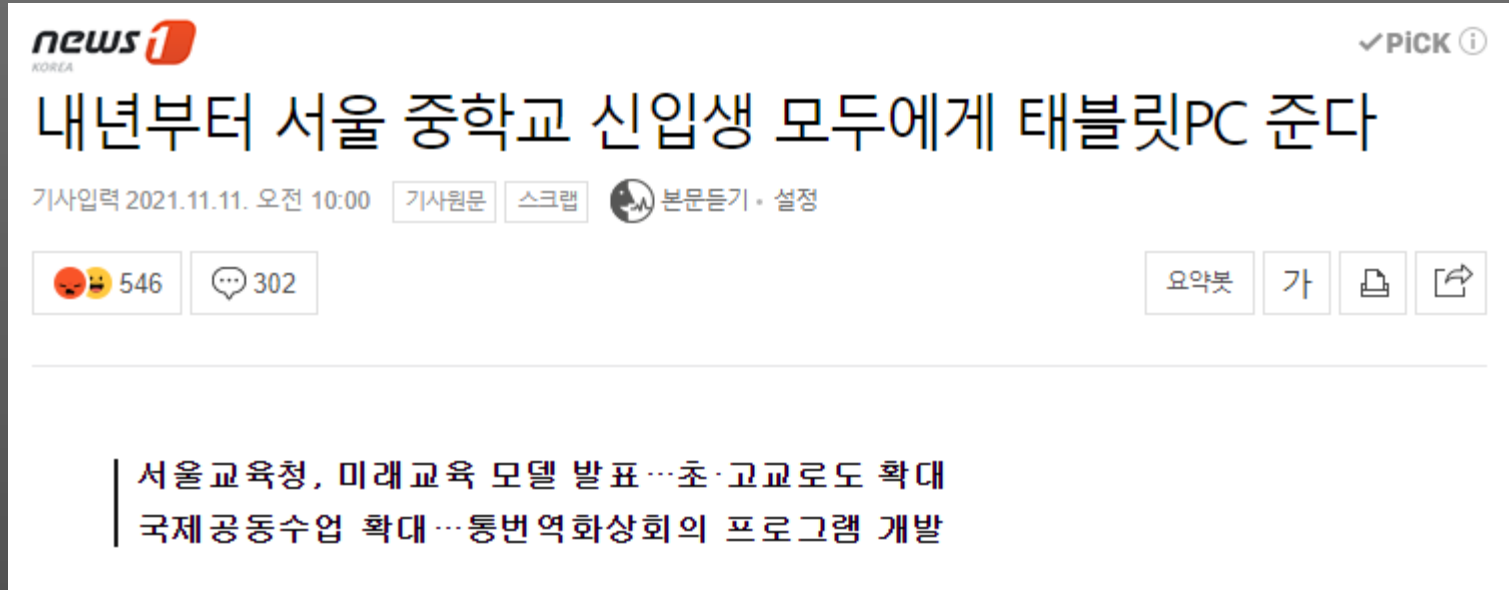 news1
KOREA
✓PiCK ⓘ
내년부터 서울 중학교 신입생 모두에게 태블릿PC 준다
기사입력 2021.11.11. 오전 10:00 기사원문 스크랩 본문듣기 · 설정
546 302 요약봇 가
서울교육청, 미래교육 모델 발표…초·고교로도 확대
국제공동수업 확대…통번역화상회의 프로그램 개발